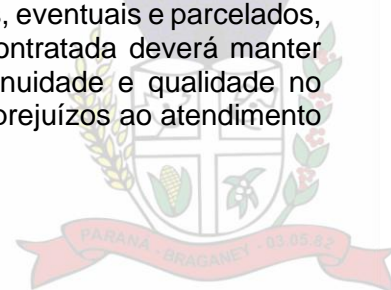 s, eventuais e parcelados,
ontratada deverá manter
nuidade e qualidade no
prejuízos ao atendimento
PARANÁ - BRAGANEY - 03.05.82